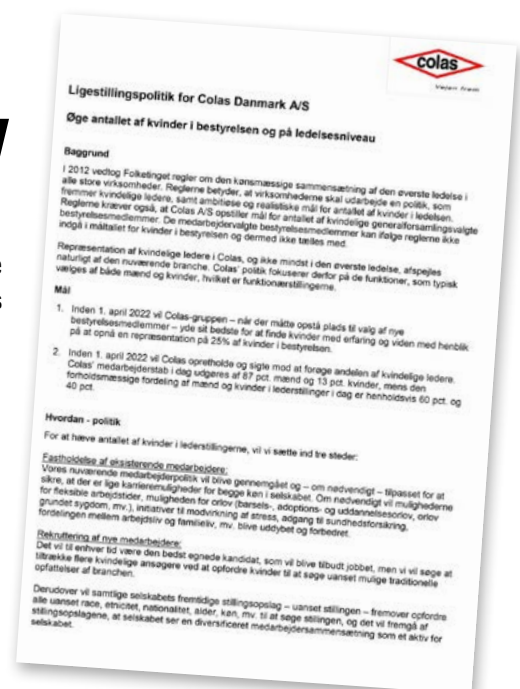 colas
Vejen frem
Ligestillingspolitik for Colas Danmark A/S
Øge antallet af kvinder i bestyrelsen og på ledelsesniveau
Baggrund
I 2012 vedtog Folketinget regler om den kønsmæssige sammensætning af den øverste ledelse i
alle store virksomheder. Reglerne betyder, at virksomhederne skal udarbejde en politik, som
fremmer kvindelige ledere, samt ambitiøse og realistiske mål for antallet af kvinder i ledelsen.
Reglerne kræver også, at Colas A/S opstiller mål for antallet af kvindelige generalforsamlingsvalgte
bestyrelsesmedlemmer. De medarbejdervalgte bestyrelsesmedlemmer kan ifølge reglerne ikke
indgå i måltallet for kvinder i bestyrelsen og dermed ikke tælles med.
Repræsentation af kvindelige ledere i Colas, og ikke mindst i den øverste ledelse, afspejles
naturligt af den nuværende branche. Colas' politik fokuserer derfor på de funktioner, som typisk
vælges af både mænd og kvinder, hvilket er funktionærstillingerne.
Mål
1. Inden 1. april 2022 vil Colas-gruppen – når der måtte opstå plads til valg af nye
bestyrelsesmedlemmer – yde sit bedste for at finde kvinder med erfaring og viden med henblik
på at opnå en repræsentation på 25% af kvinder i bestyrelsen.
2. Inden 1. april 2022 vil Colas opretholde og sigte mod at forøge andelen af kvindelige ledere.
Colas' medarbejderstab i dag udgøres af 87 pct. mænd og 13 pct. kvinder, mens den
forholdsmæssige fordeling af mænd og kvinder i lederstillinger i dag er henholdsvis 60 pct. og
40 pct.
Hvordan - politik
For at hæve antallet af kvinder i lederstillingerne, vil vi sætte ind tre steder:
Fastholdelse af eksisterende medarbejdere:
Vores nuværende medarbejderpolitik vil blive gennemgået og – om nødvendigt – tilpasset for at
sikre, at der er lige karrieremuligheder for begge køn i selskabet. Om nødvendigt vil mulighederne
for fleksible arbejdstider, muligheden for orlov (barsels-, adoptions- og uddannelsesorlov, orlov
grundet sygdom, mv.), initiativer til modvirkning af stress, adgang til sundhedsforsikring,
fordelingen mellem arbejdsliv og familieliv, mv. blive uddybet og forbedret.
Rekruttering af nye medarbejdere:
Det vil til enhver tid være den bedst egnede kandidat, som vil blive tilbudt jobbet, men vi vil søge at
tiltrække flere kvindelige ansøgere ved at opfordre kvinder til at søge uanset mulige traditionelle
opfattelser af branchen.
Derudover vil samtlige selskabets fremtidige stillingsopslag – uanset stillingen – fremover opfordre
alle uanset race, etnicitet, nationalitet, alder, køn, mv. til at søge stillingen, og det vil fremgå af
stillingsopslagene, at selskabet ser en diversificeret medarbejdersammensætning som et aktiv for
selskabet.